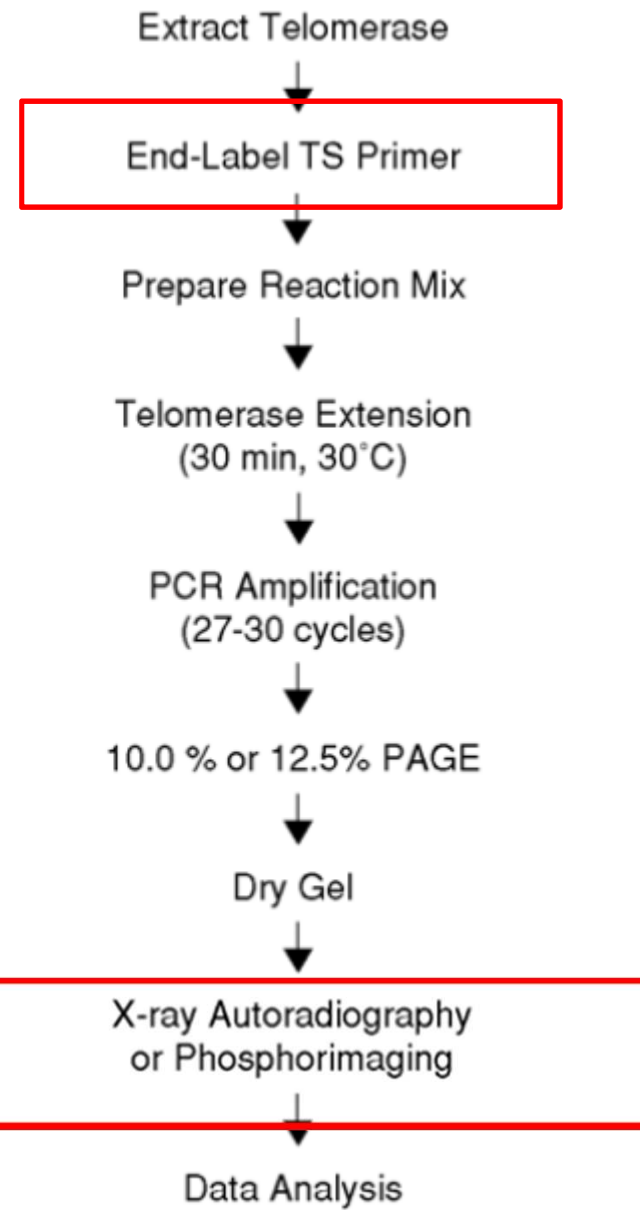 Extract Telomerase
End-Label TS Primer
Prepare Reaction Mix
Telomerase Extension
(30 min, 30°C)
PCR Amplification
(27-30 cycles)
10.0 % or 12.5% PAGE
Dry Gel
X-ray Autoradiography
or Phosphorimaging
Data Analysis